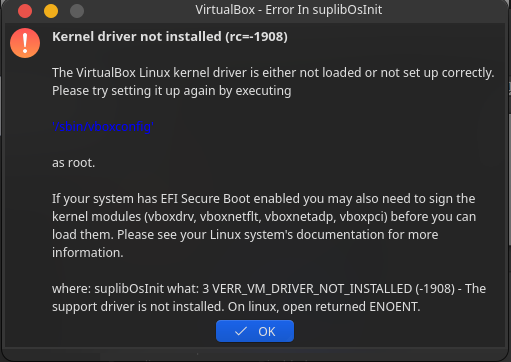 VirtualBox - Error In suplibOsInit
Kernel driver not installed (rc=-1908)
The VirtualBox Linux kernel driver is either not loaded or not set up correctly.
Please try setting it up again by executing
'/sbin/vboxconfig'
as root.
If your system has EFI Secure Boot enabled you may also need to sign the
kernel modules (vboxdrv, vboxnetflt, vboxnetadp, vboxpci) before you can
load them. Please see your Linux system's documentation for more
information.
where: suplibOsInit what: 3 VERR_VM_DRIVER_NOT_INSTALLED (-1908) - The
support driver is not installed. On linux, open returned ENOENT.
OK